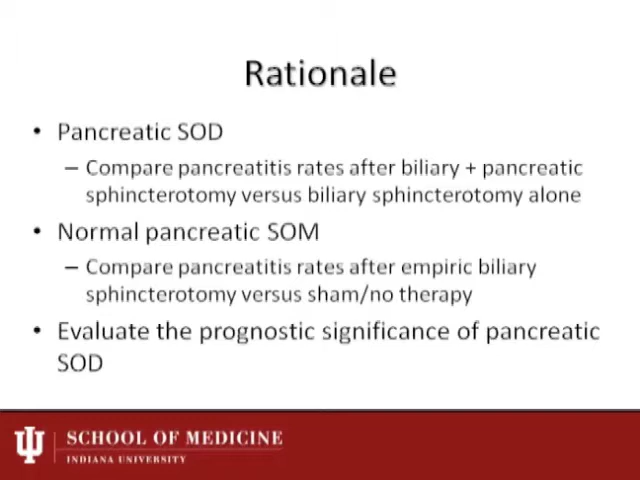 Rationale
• Pancreatic SOD
– Compare pancreatitis rates after biliary + pancreatic
sphincterotomy versus biliary sphincterotomy alone
• Normal pancreatic SOM
– Compare pancreatitis rates after empiric biliary
sphincterotomy versus sham/no therapy
• Evaluate the prognostic significance of pancreatic
SOD
SCHOOL OF MEDICINE
INDIANA UNIVERSITY